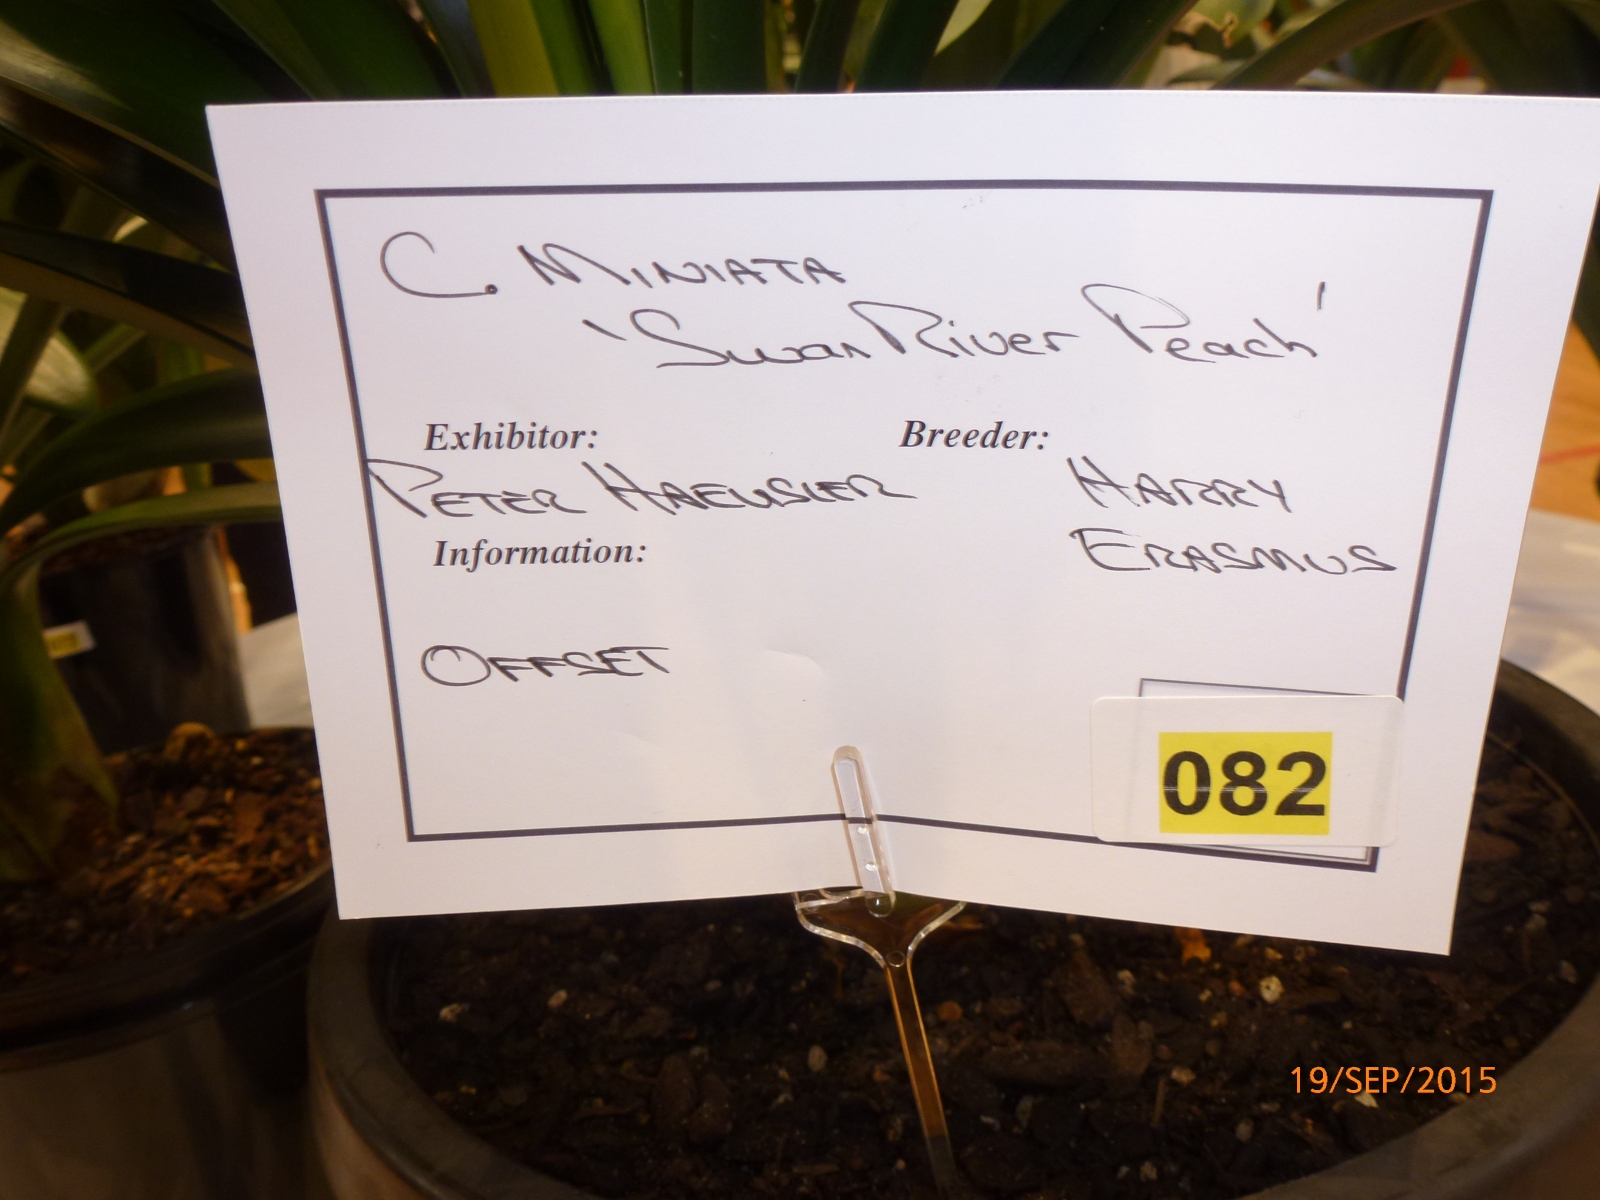 C. MINIATA
'Swan River Peach'
Exhibitor: Breeder:
PETER HAEUSLER HARRY
Information: ERASMUS
OFFSET
082
19/SEP/2015